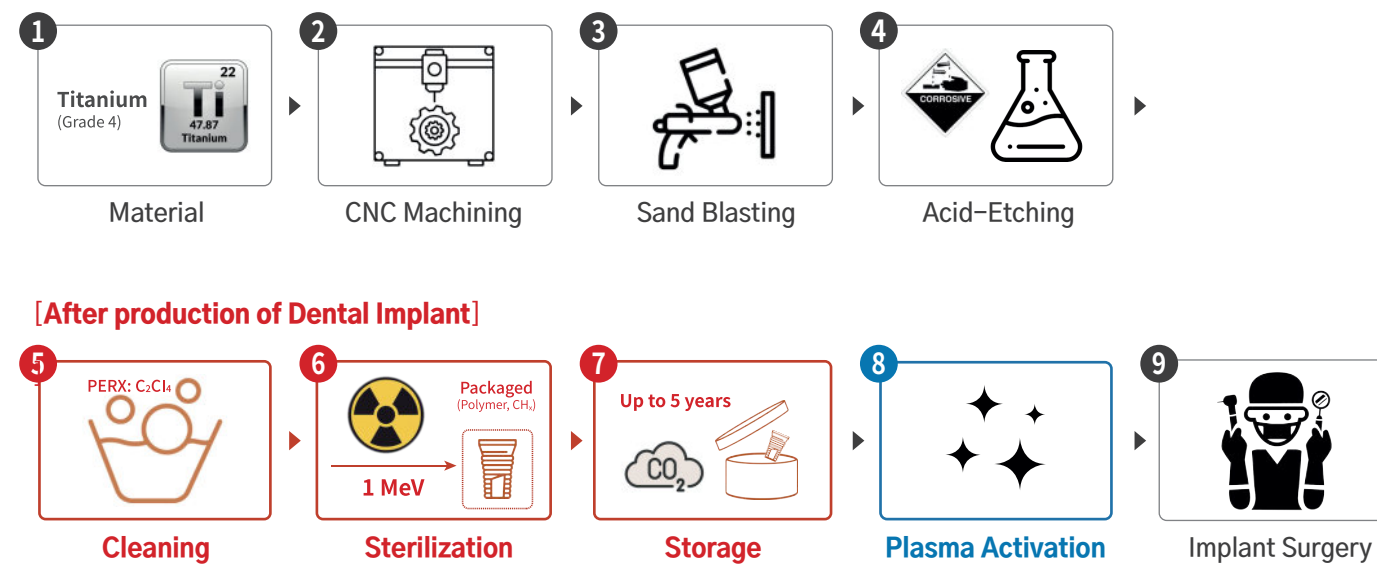 1
2
3
4
Titanium
(Grade 4)
22
Ti
47.87
Titanium
CORROSIVE
Material
CNC Machining
Sand Blasting
Acid-Etching
[After production of Dental Implant]
5
6
7
8
9
PERX: C₂Cl₄
Packaged
(Polymer, CHₓ)
1 MeV
Up to 5 years
CO₂
Cleaning
Sterilization
Storage
Plasma Activation
Implant Surgery